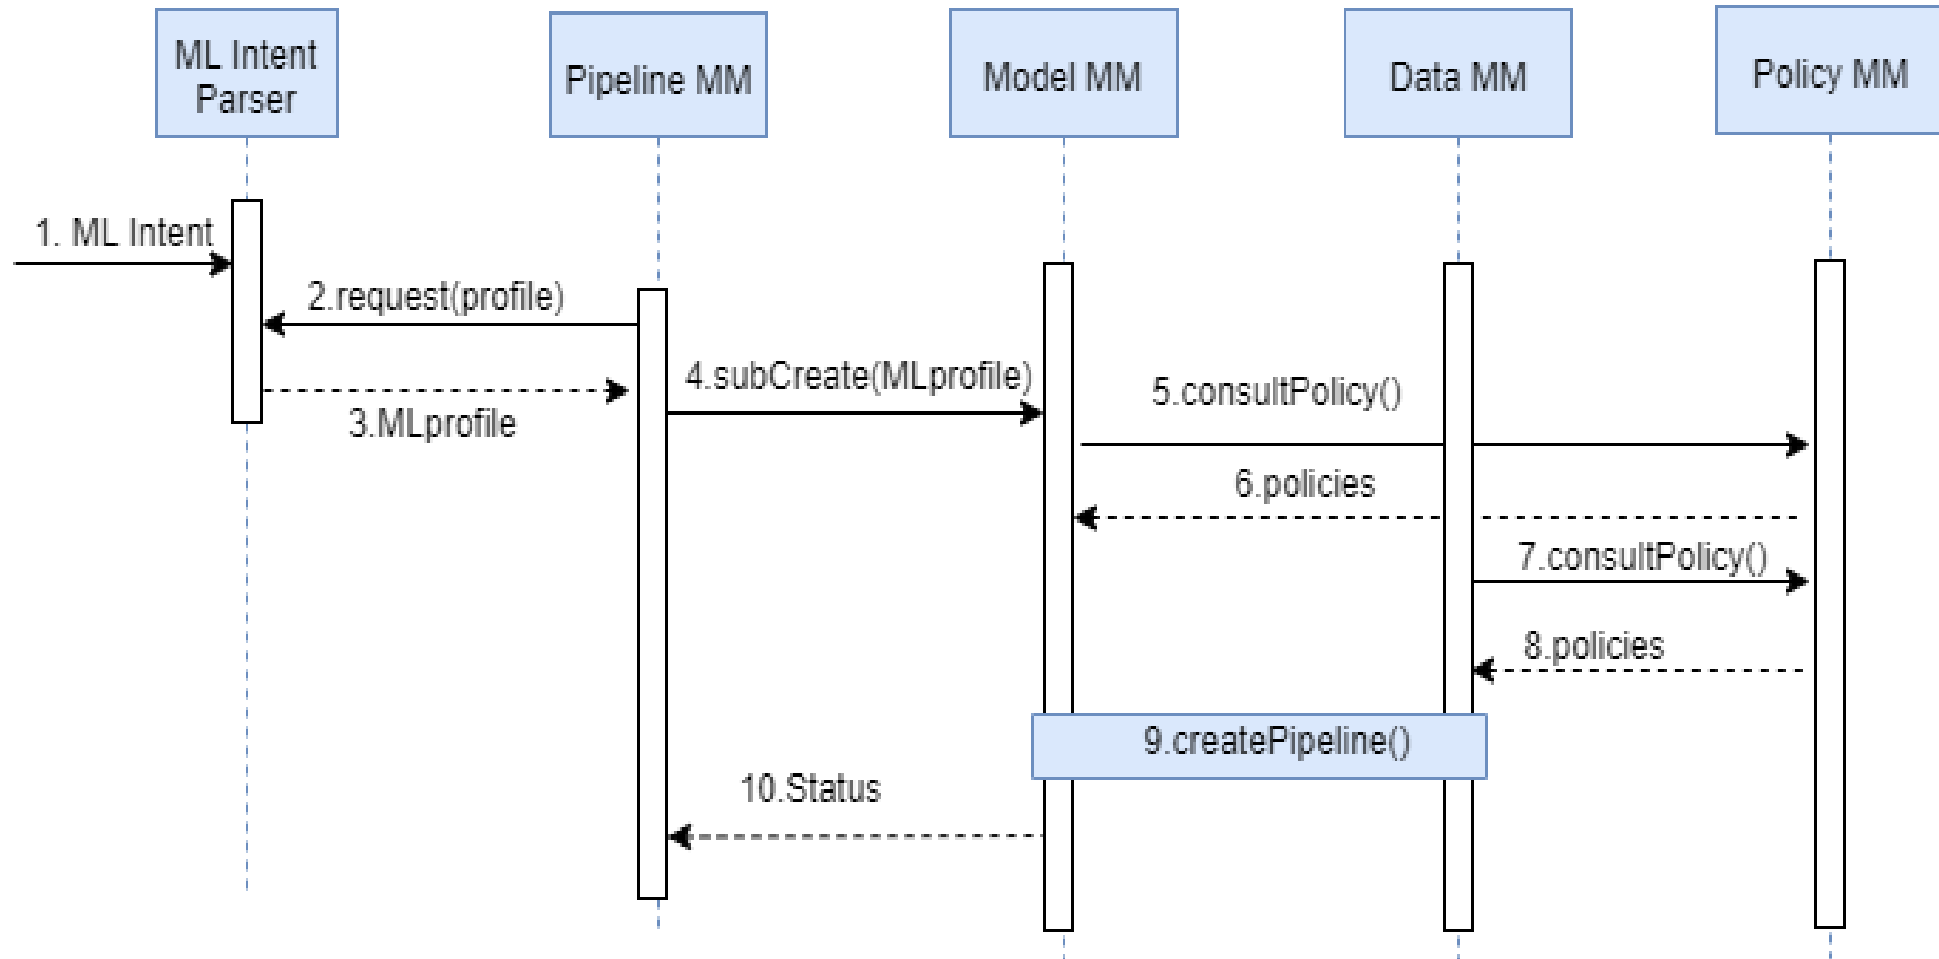 ML Intent
Parser
Pipeline MM
Model MM
Data MM
Policy MM
1. ML Intent
2.request(profile)
3.MLprofile
4.subCreate(MLprofile)
5.consultPolicy()
6.policies
7.consultPolicy()
8.policies
9.createPipeline()
10.Status